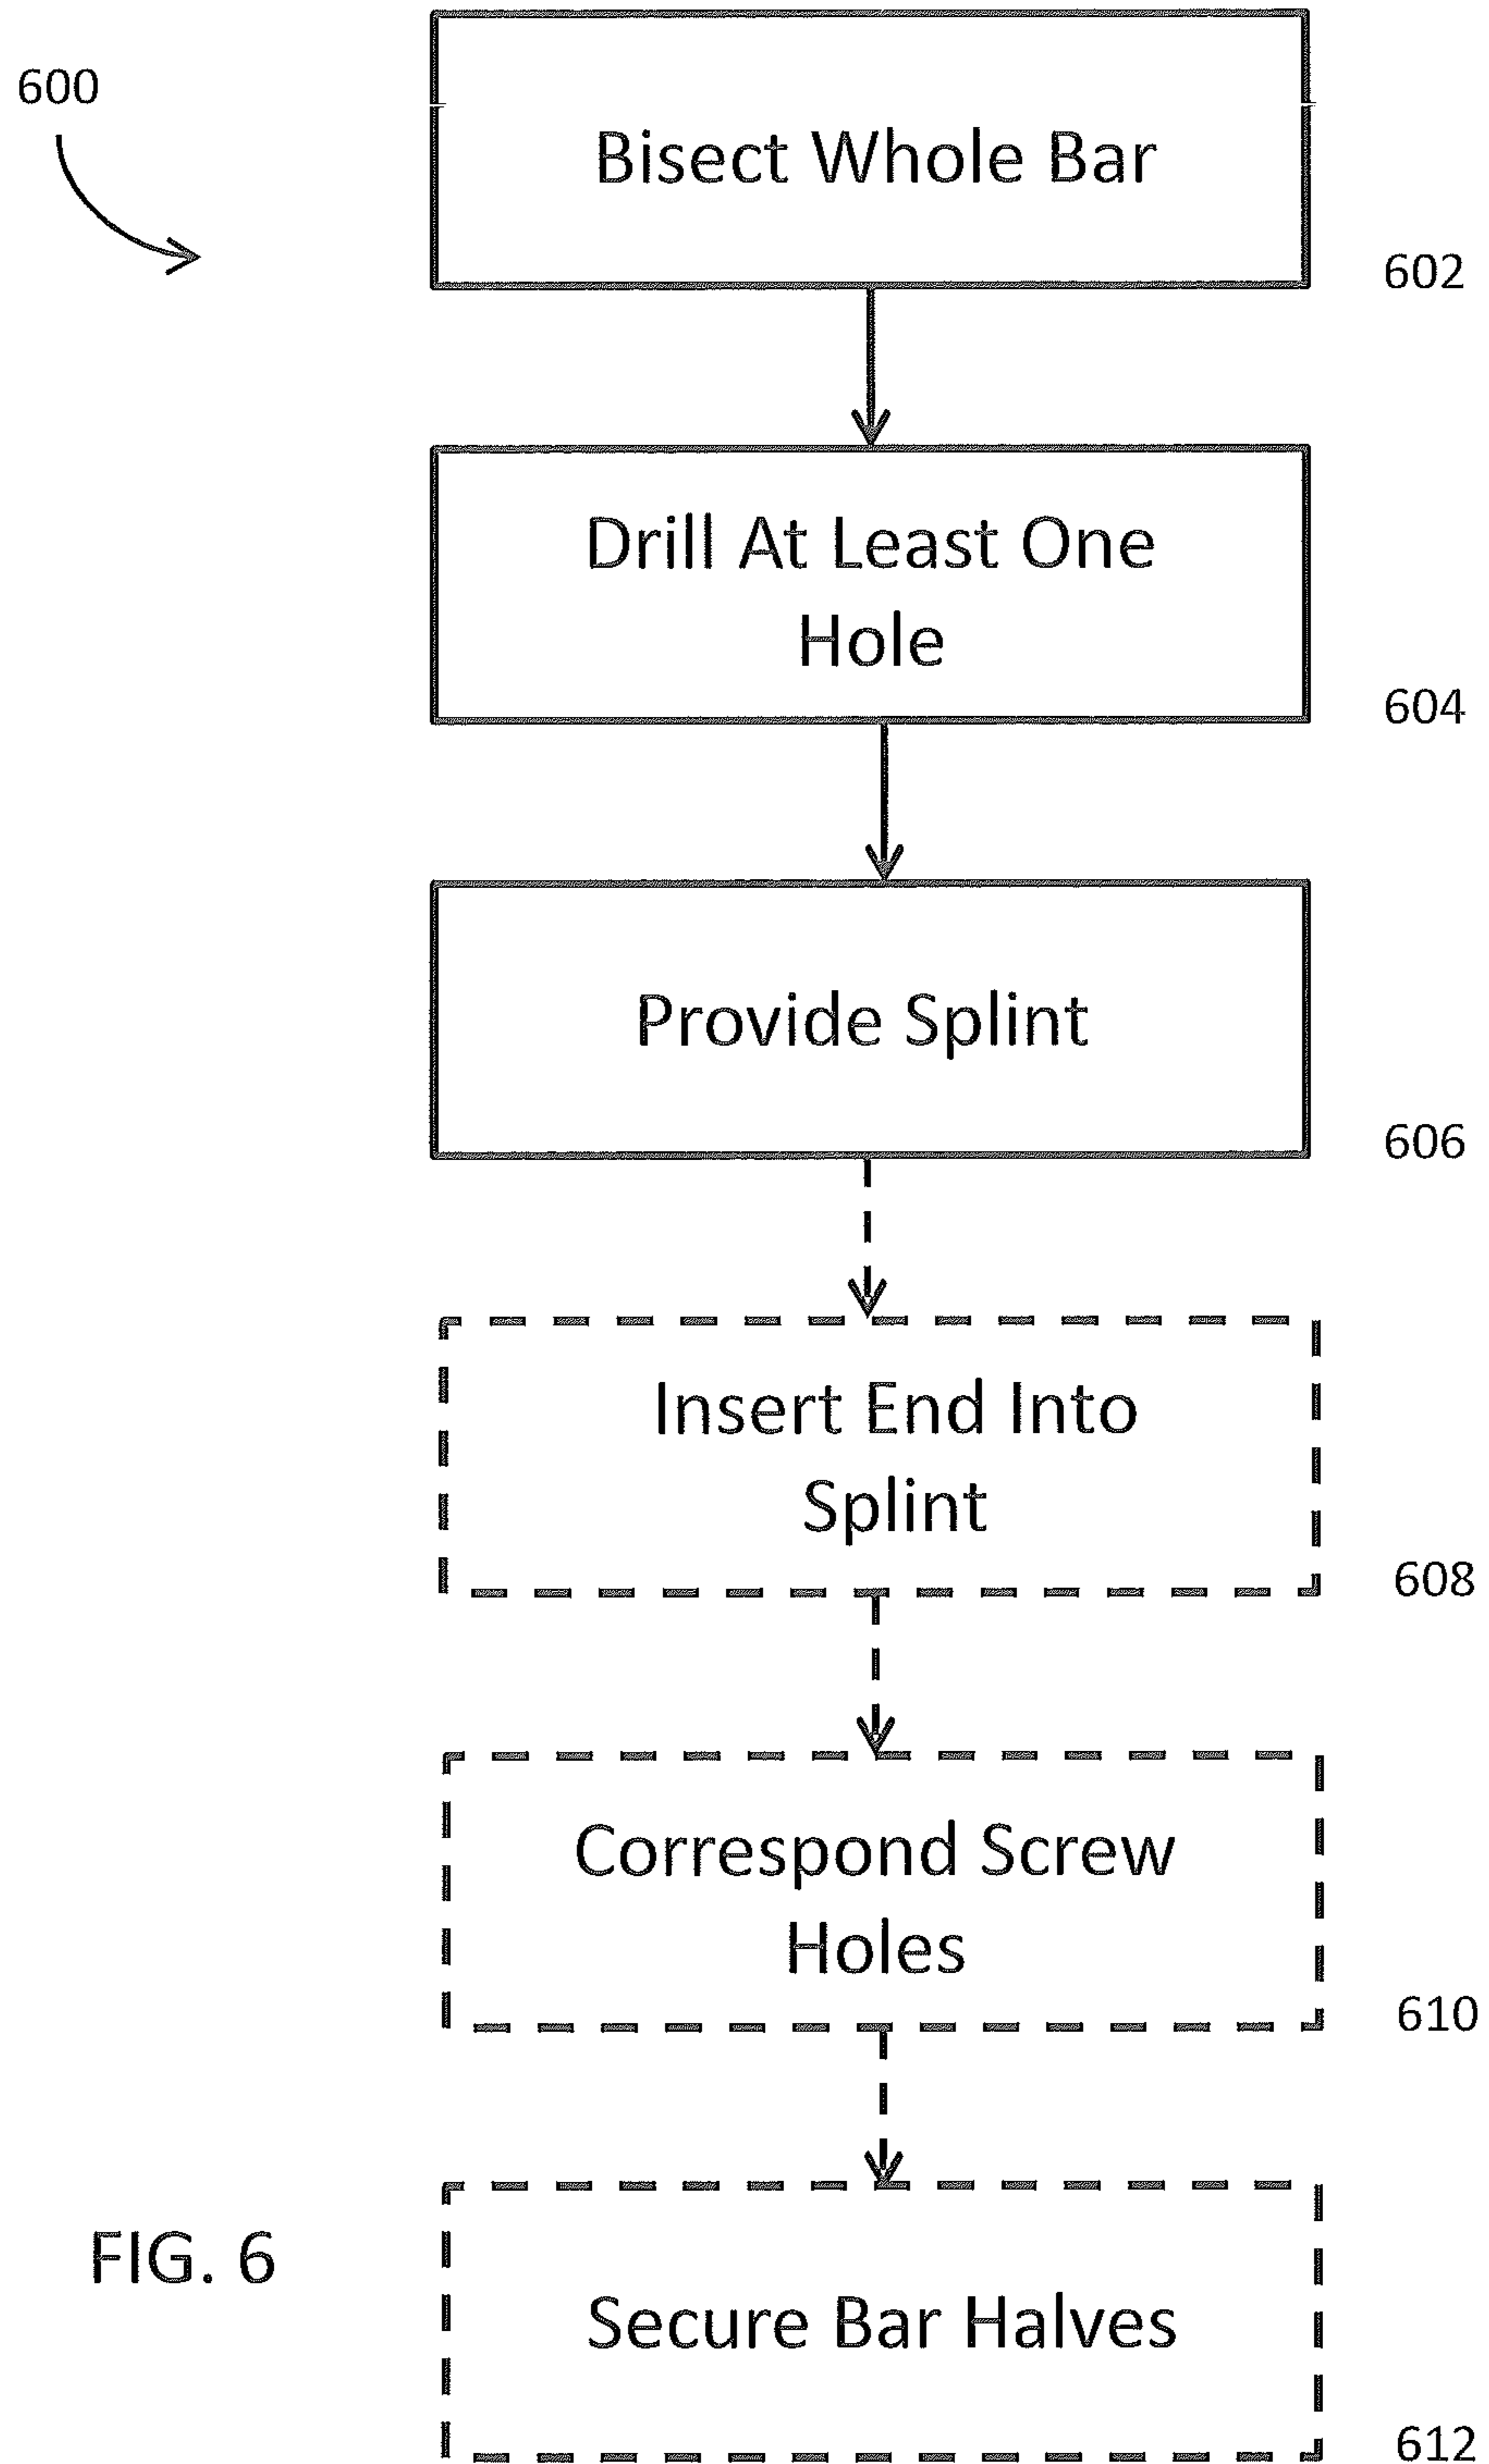 600
Bisect Whole Bar
602
Drill At Least One
Hole
604
Provide Splint
606
Insert End Into
Splint
608
Correspond Screw
Holes
610
FIG. 6
Secure Bar Halves
612